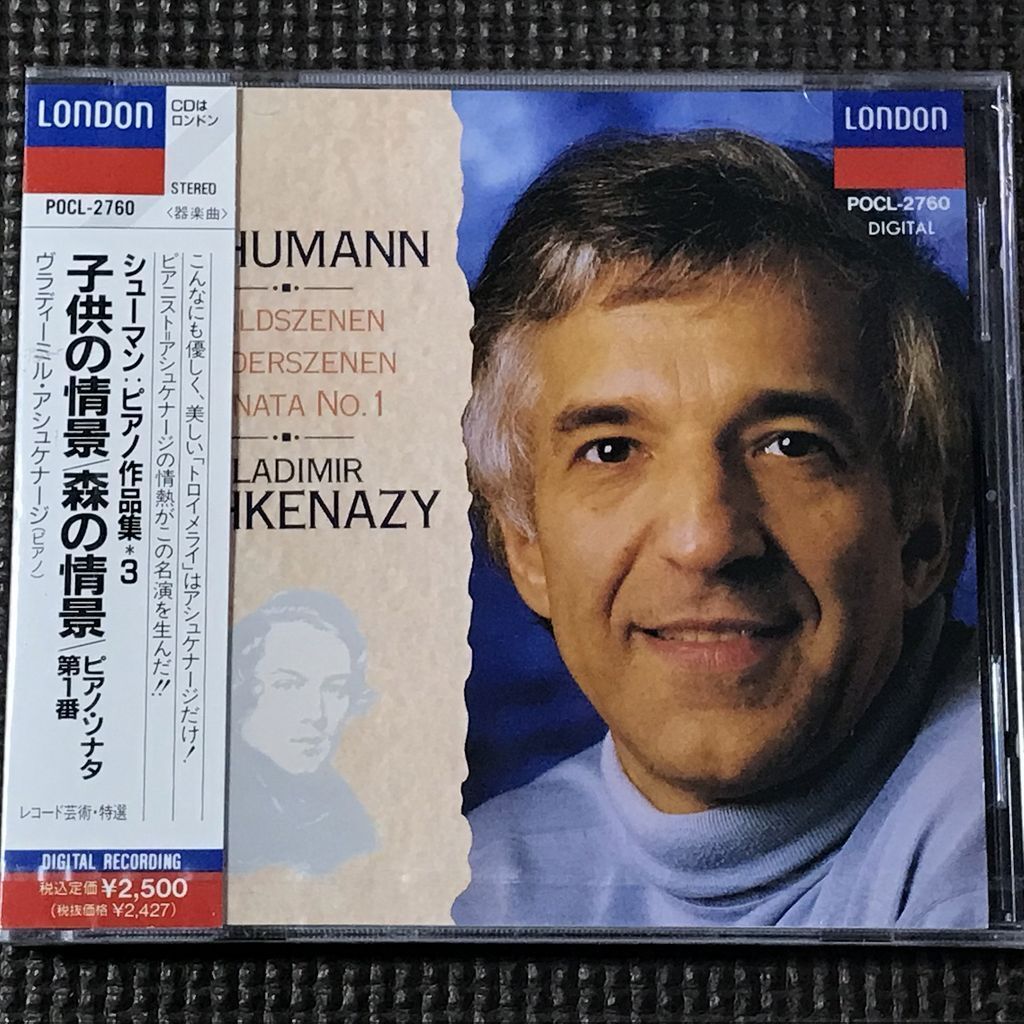 LONDON
CDは
ロンドン
STEREO
POCL-2760
〈器楽曲〉
こんなにも優しく、美しい「トロイメライ」はアシュケナージだけ!
ピアニスト=アシュケナージの情熱がこの名演を生んだ!!
シューマン:ピアノ作品集*3
子供の情景/森の情景/ピアノ・ソナタ第1番
ヴラディーミル・アシュケナージ(ピアノ)
レコード芸術・特選
DIGITAL RECORDING
税込定価¥2,500
(税抜価格 ¥2,427)
HUMANN
LDSZENEN
DERSZENEN
NATA No.1
LADIMIR
HKENAZY
LONDON
POCL-2760
DIGITAL